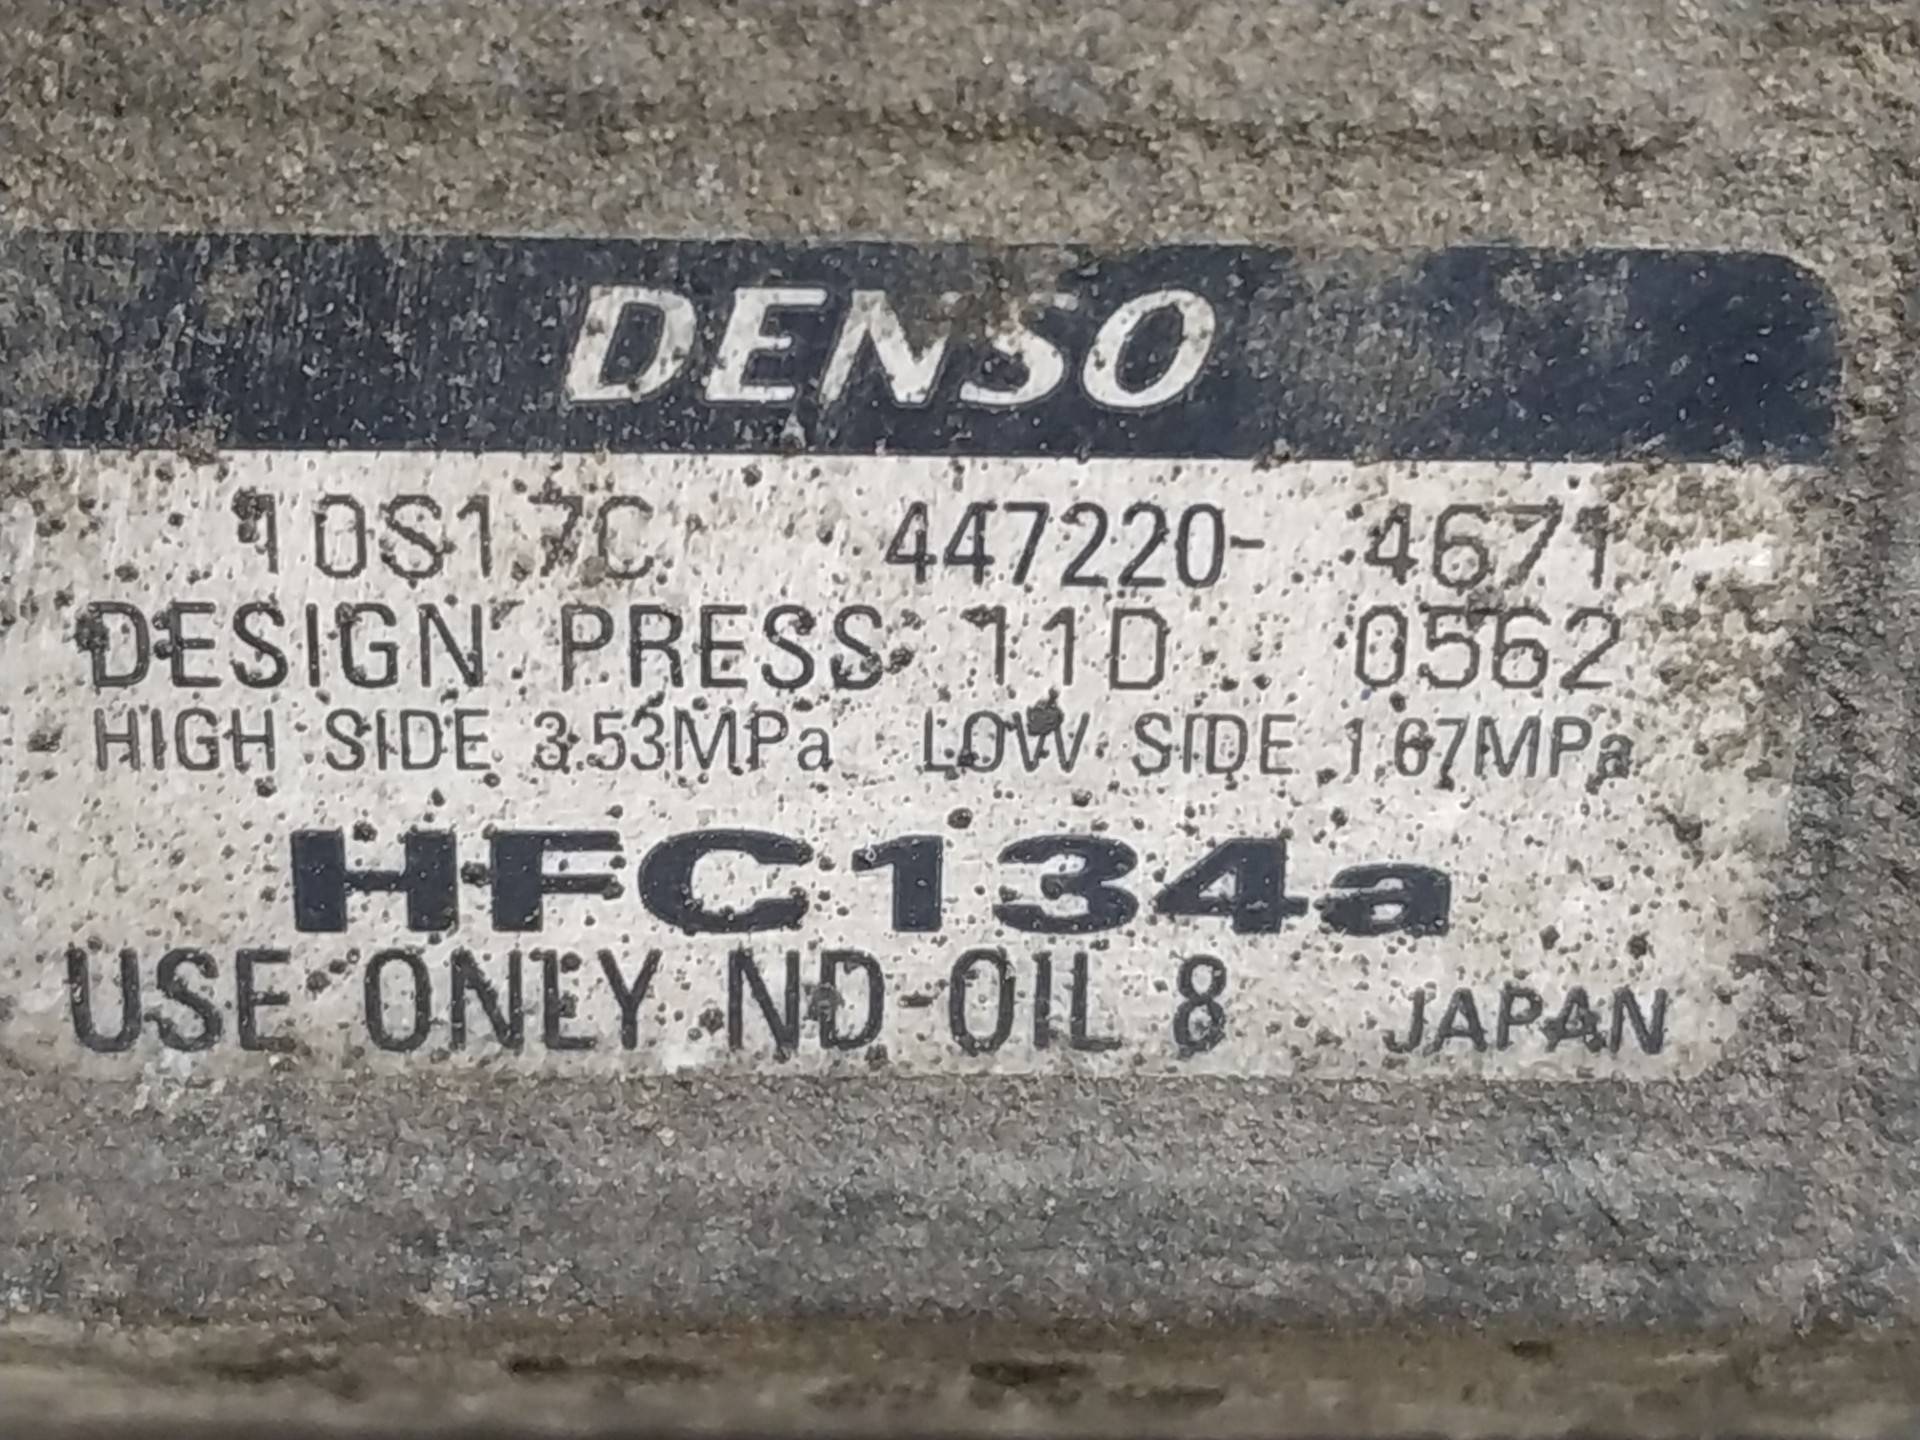 DENSO
10S17C 447220- 4671
DESIGN PRESS 11D 0562
HIGH SIDE 3.53MPa LOW SIDE 1.67MPa
HFC134a
USE ONLY ND-OIL 8 JAPAN